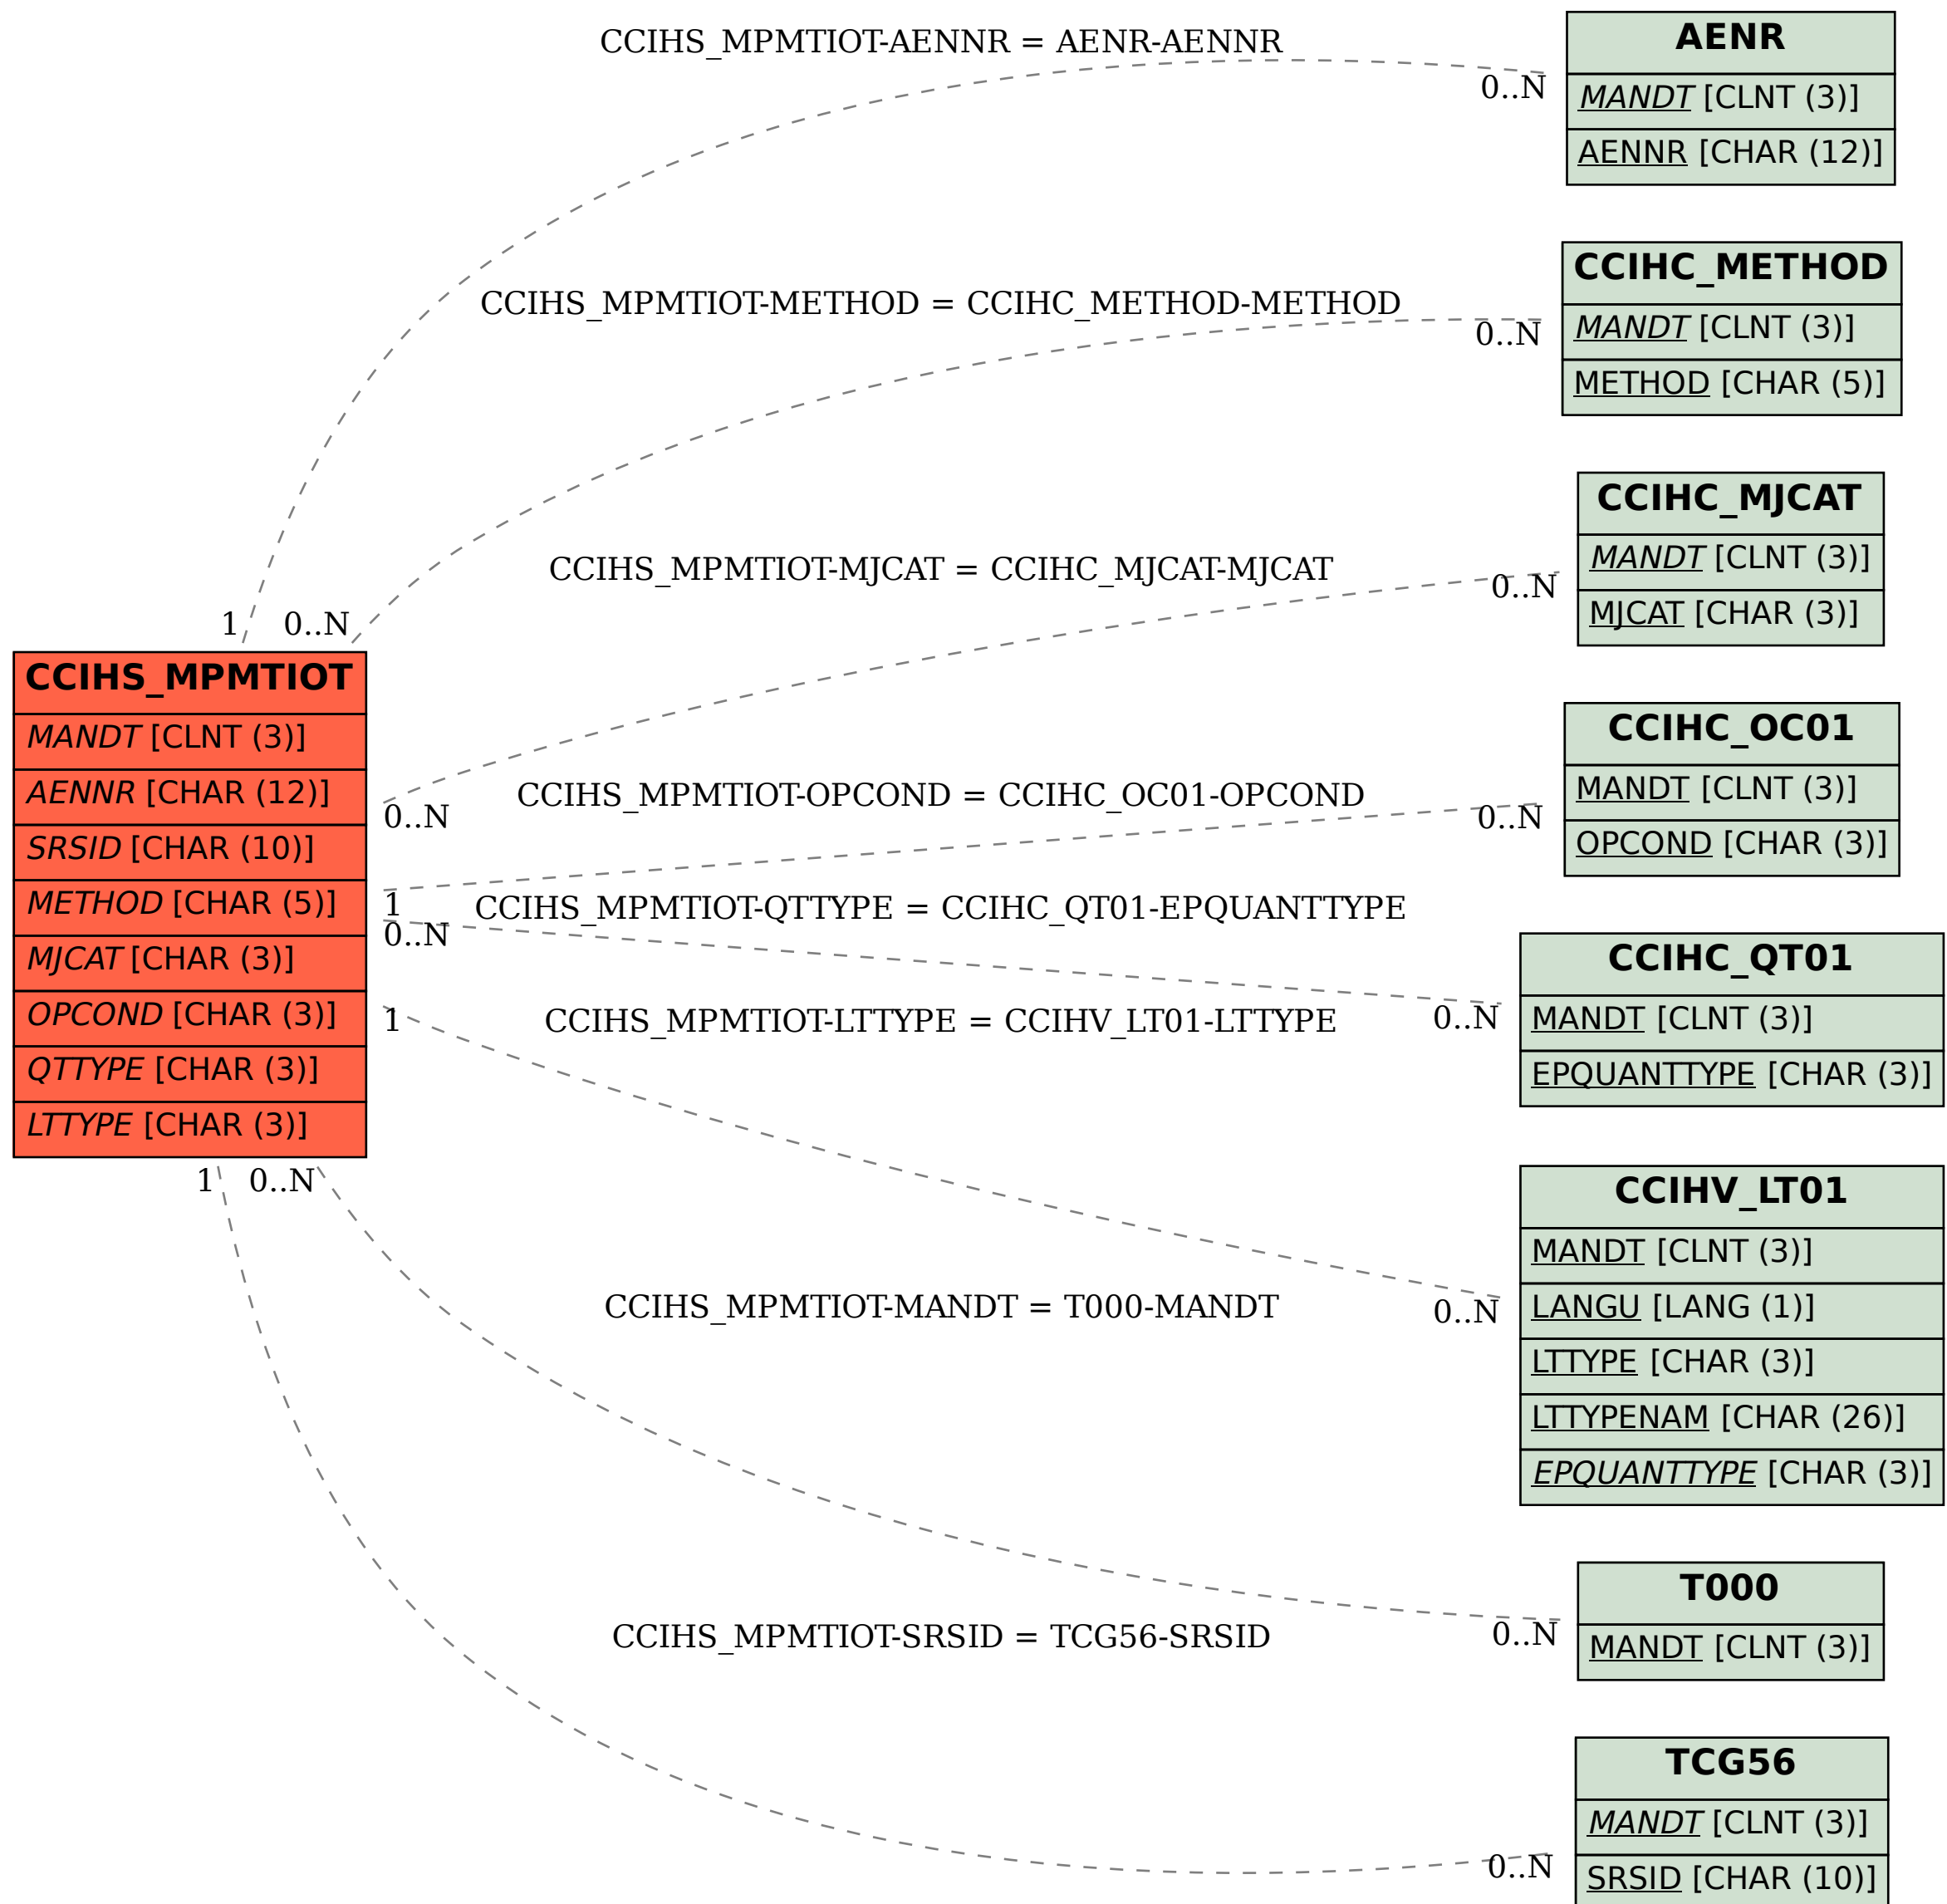 CCIHS_MPMTIOT-AENNR = AENR-AENNR
0..N
AENR
MANDT [CLNT (3)]
AENNR [CHAR (12)]
CCIHS_MPMTIOT-METHOD = CCIHC_METHOD-METHOD
0..N
CCIHC_METHOD
MANDT [CLNT (3)]
METHOD [CHAR (5)]
CCIHS_MPMTIOT-MJCAT = CCIHC_MJCAT-MJCAT
0..N
CCIHC_MJCAT
MANDT [CLNT (3)]
MJCAT [CHAR (3)]
1
0..N
CCIHS_MPMTIOT
MANDT [CLNT (3)]
AENNR [CHAR (12)]
SRSID [CHAR (10)]
METHOD [CHAR (5)]
MJCAT [CHAR (3)]
OPCOND [CHAR (3)]
QTTYPE [CHAR (3)]
LTTYPE [CHAR (3)]
0..N
1
0..N
1
1
0..N
CCIHS_MPMTIOT-OPCOND = CCIHC_OC01-OPCOND
0..N
CCIHC_OC01
MANDT [CLNT (3)]
OPCOND [CHAR (3)]
CCIHS_MPMTIOT-QTTYPE = CCIHC_QT01-EPQUANTTYPE
0..N
CCIHC_QT01
MANDT [CLNT (3)]
EPQUANTTYPE [CHAR (3)]
CCIHS_MPMTIOT-LTTYPE = CCIHV_LT01-LTTYPE
0..N
CCIHV_LT01
MANDT [CLNT (3)]
LANGU [LANG (1)]
LTTYPE [CHAR (3)]
LTTYPENAM [CHAR (26)]
EPQUANTTYPE [CHAR (3)]
CCIHS_MPMTIOT-MANDT = T000-MANDT
0..N
T000
MANDT [CLNT (3)]
CCIHS_MPMTIOT-SRSID = TCG56-SRSID
0..N
TCG56
MANDT [CLNT (3)]
SRSID [CHAR (10)]